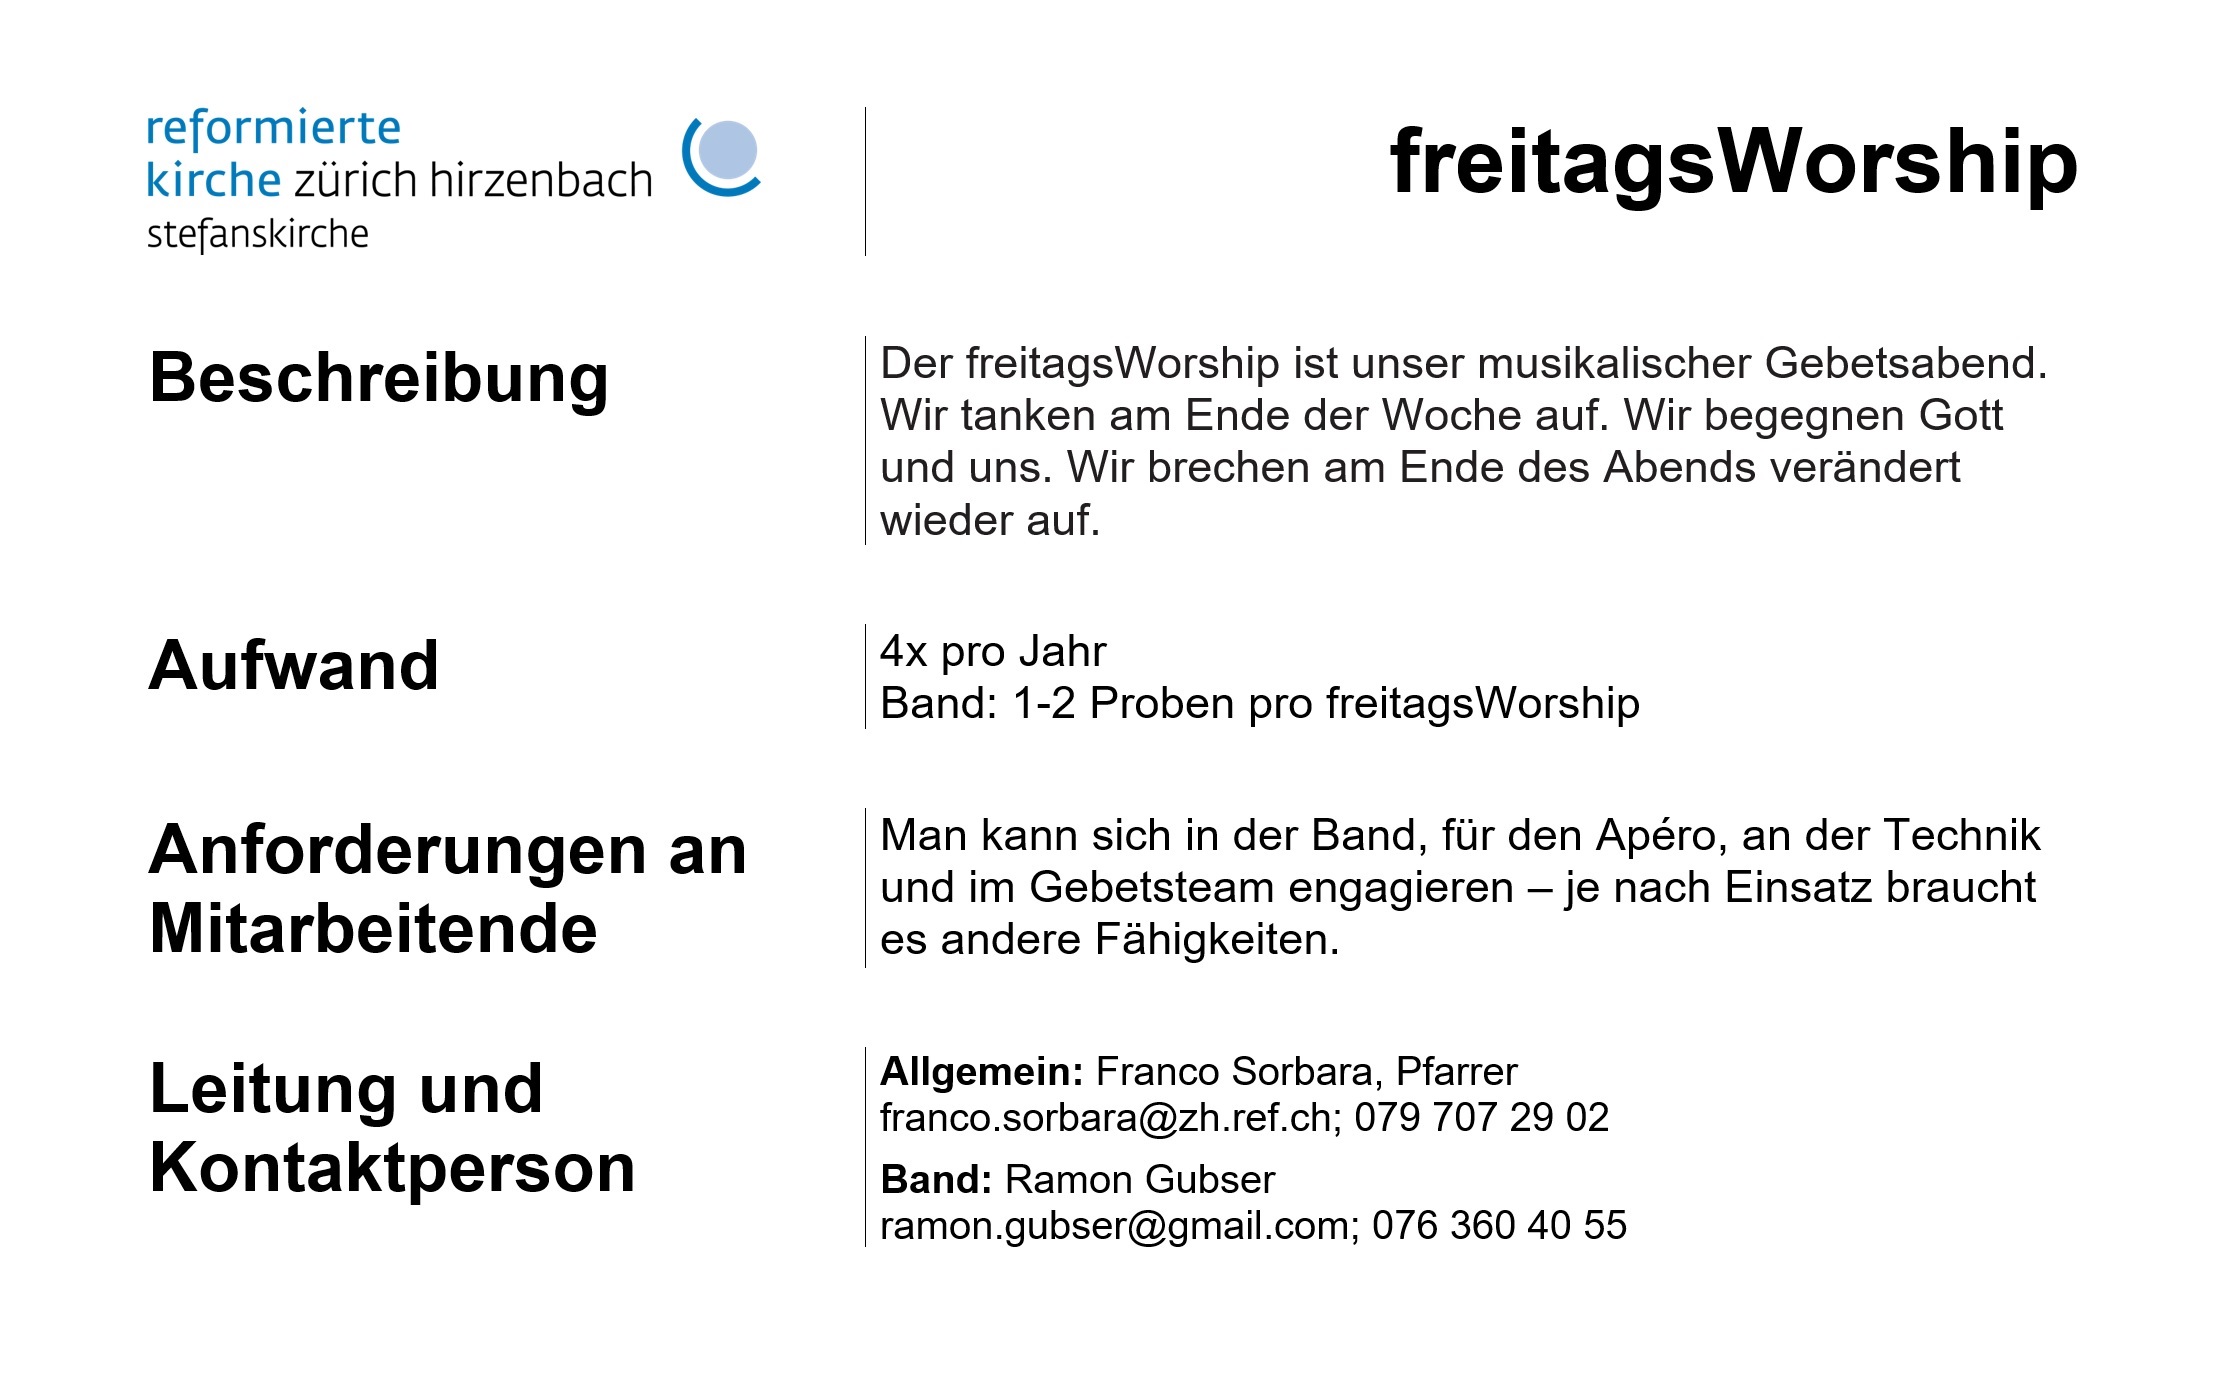 reformierte
kirche zürich hirzenbach
stefanskirche
freitagsWorship
Beschreibung
Der freitagsWorship ist unser musikalischer Gebetsabend.
Wir tanken am Ende der Woche auf. Wir begegnen Gott
und uns. Wir brechen am Ende des Abends verändert
wieder auf.
Aufwand
4x pro Jahr
Band: 1-2 Proben pro freitagsWorship
Anforderungen an
Mitarbeitende
Man kann sich in der Band, für den Apéro, an der Technik
und im Gebetsteam engagieren – je nach Einsatz braucht
es andere Fähigkeiten.
Leitung und
Kontaktperson
Allgemein: Franco Sorbara, Pfarrer
franco.sorbara@zh.ref.ch; 079 707 29 02
Band: Ramon Gubser
ramon.gubser@gmail.com; 076 360 40 55